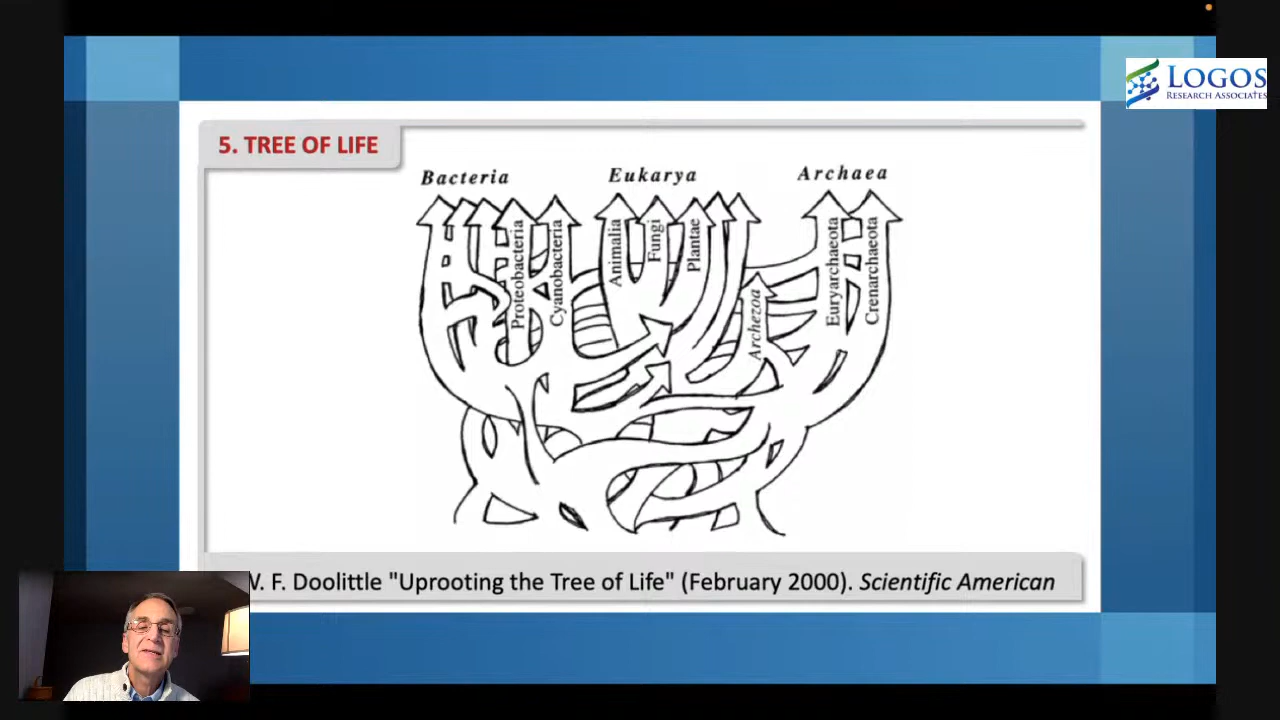 LOGOS
RESEARCH ASSOCIATES
5. TREE OF LIFE
Bacteria Eukarya Archaea
Proteobacteria
Cyanobacteria
Animalia
Fungi
Plantae
Archezoa
Euryarchaeota
Crenarchaeota
F. Doolittle "Uprooting the Tree of Life" (February 2000). Scientific American